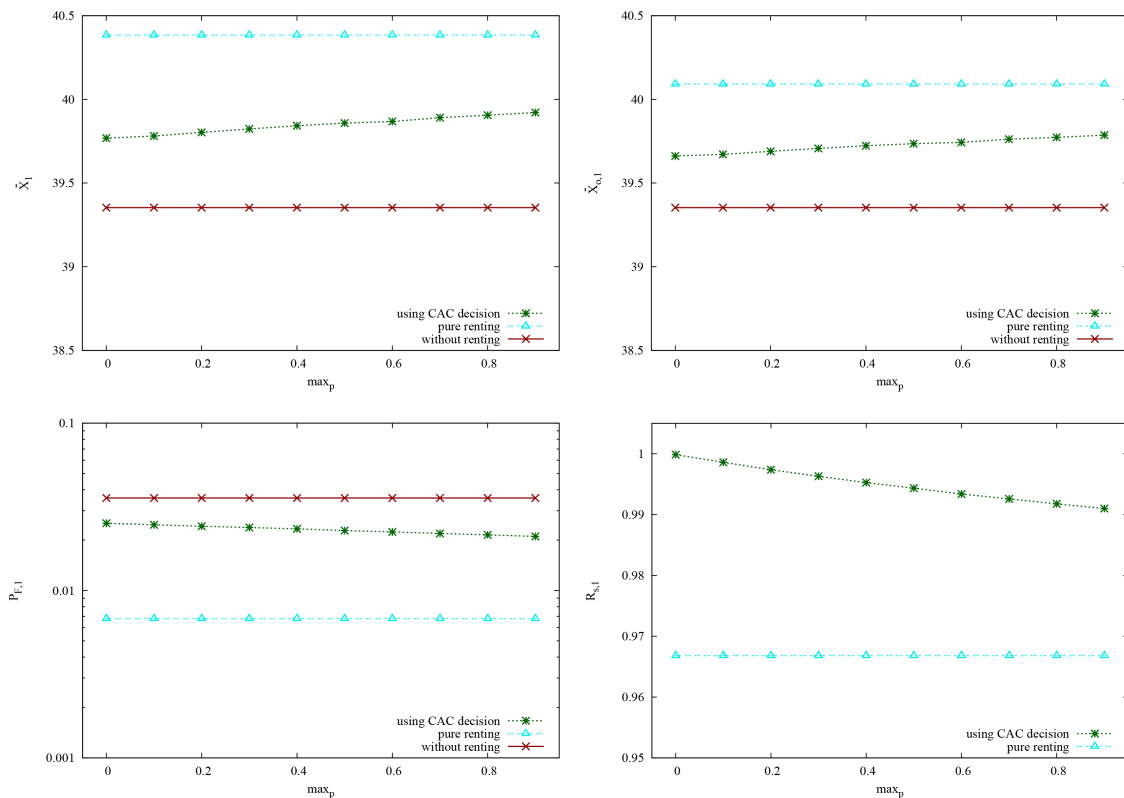 40.5
40
39.5
39
38.5
X̄₁
0 0.2 0.4 0.6 0.8
maxₚ
using CAC decision
pure renting
without renting
40.5
40
39.5
39
38.5
X̄ₒ,₁
0 0.2 0.4 0.6 0.8
maxₚ
using CAC decision
pure renting
without renting
0.1
0.01
0.001
P_F,1
0 0.2 0.4 0.6 0.8
maxₚ
using CAC decision
pure renting
without renting
1
0.99
0.98
0.97
0.96
0.95
R_s,1
0 0.2 0.4 0.6 0.8
maxₚ
using CAC decision
pure renting